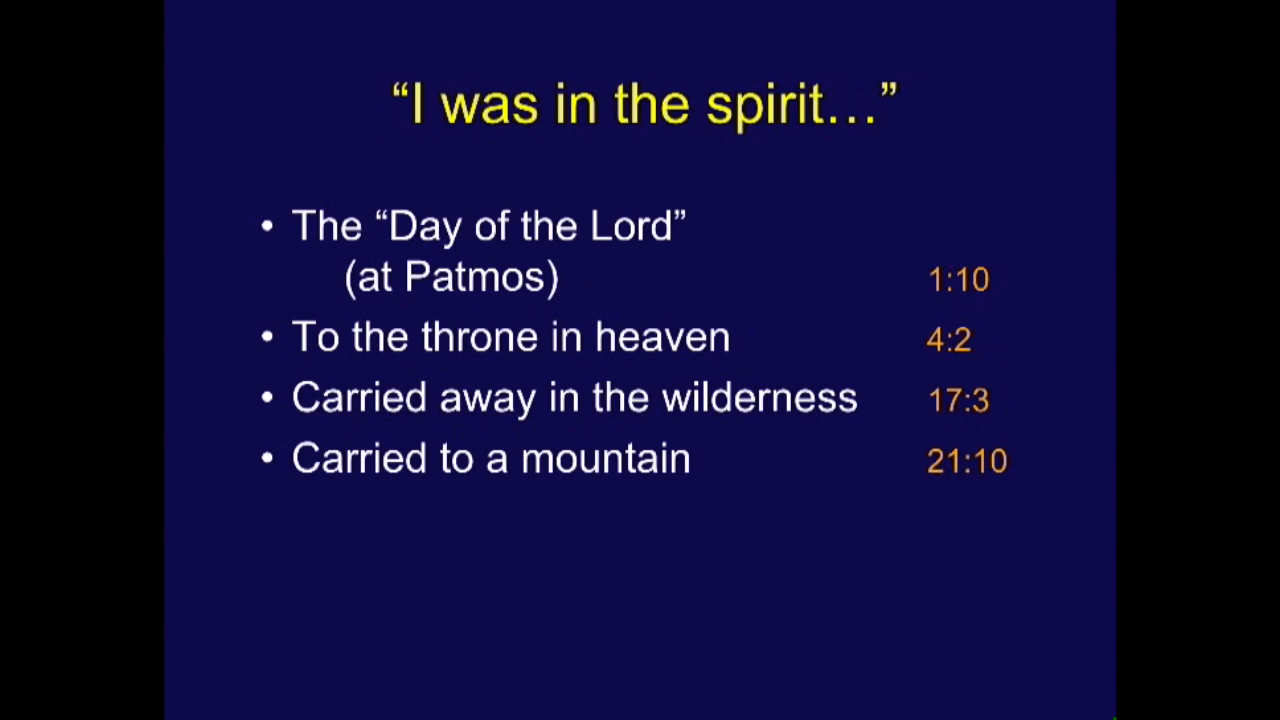 “I was in the spirit…”
• The “Day of the Lord”
(at Patmos) 1:10
• To the throne in heaven 4:2
• Carried away in the wilderness 17:3
• Carried to a mountain 21:10